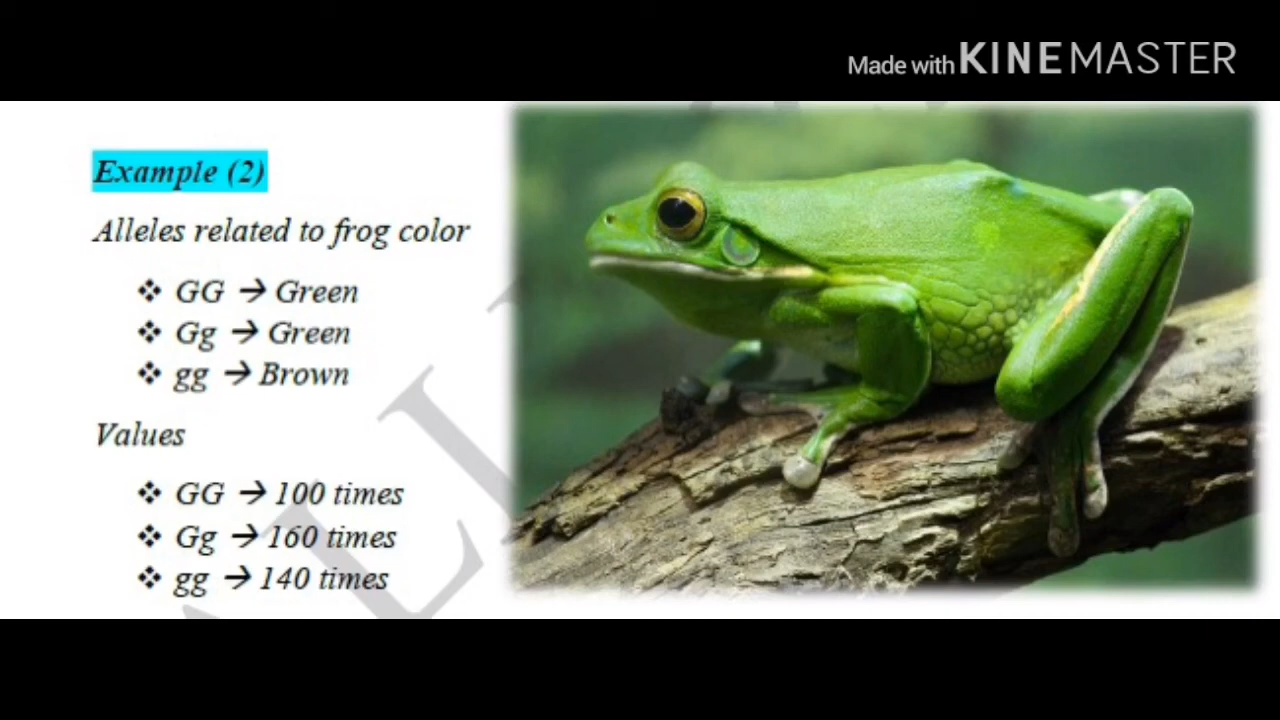 Made with KINEMASTER
Example (2)
Alleles related to frog color
❖ GG → Green
❖ Gg → Green
❖ gg → Brown
Values
❖ GG → 100 times
❖ Gg → 160 times
❖ gg → 140 times